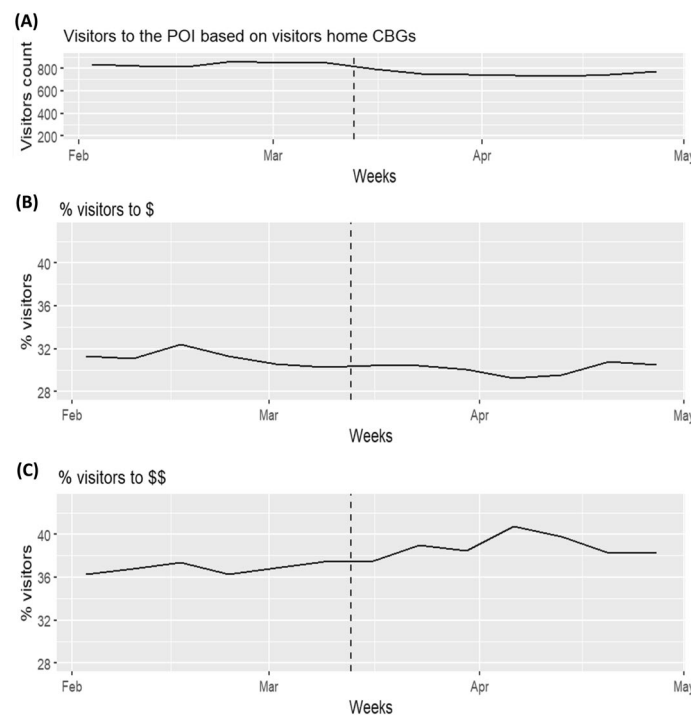 (A)
Visitors to the POI based on visitors home CBGs
Visitors count
800
600
400
200
Feb Mar Apr May
Weeks
(B)
% visitors to $
% visitors
40
36
32
28
Feb Mar Apr May
Weeks
(C)
% visitors to $$
% visitors
40
36
32
28
Feb Mar Apr May
Weeks